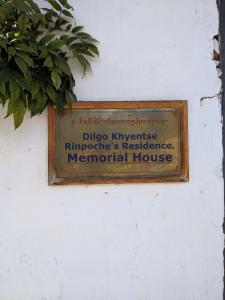 Dilgo Khyentse
Rinpoche's Residence.
Memorial House